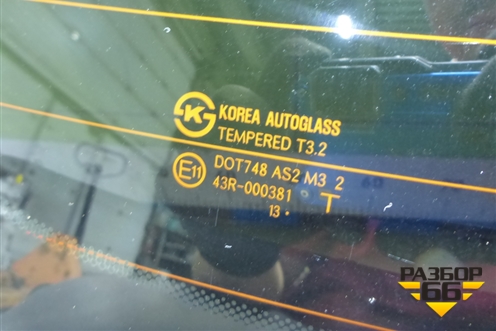 KOREA AUTOGLASS
TEMPERED T3.2
E11
DOT748 AS2 M3 2
43R-000381
T
13 •
РАЗБОР
66